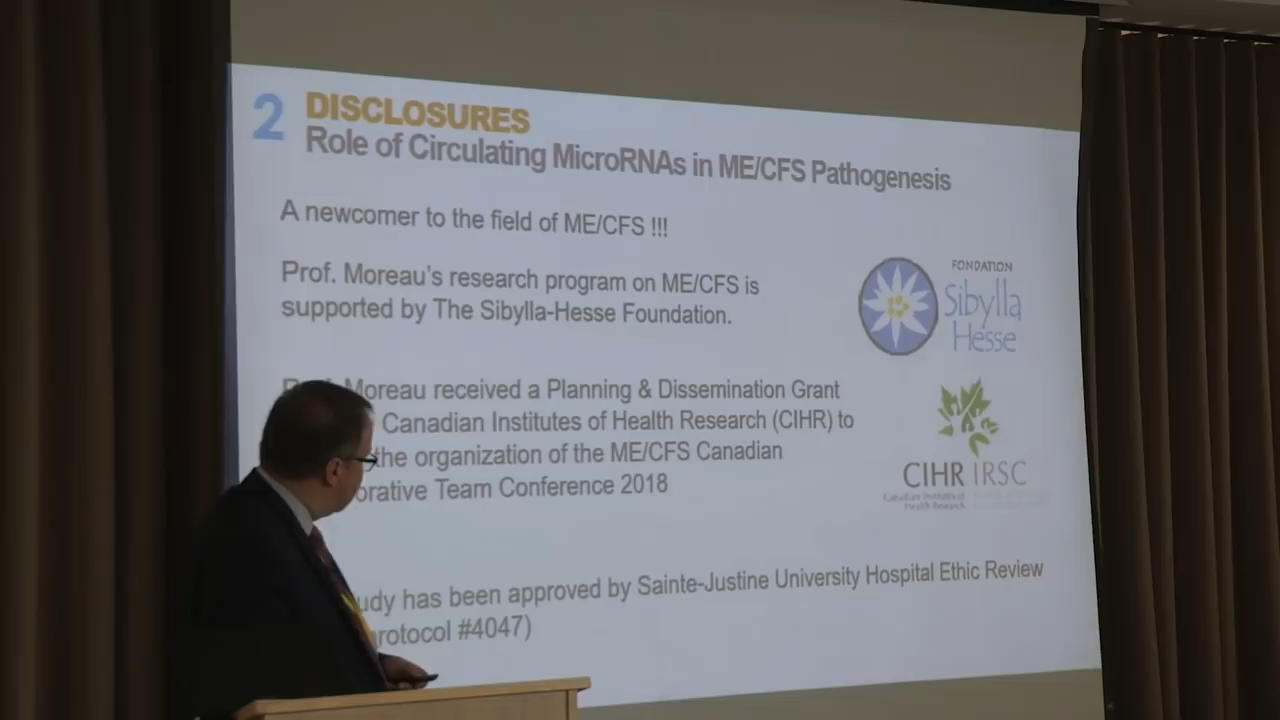 2 DISCLOSURES
Role of Circulating MicroRNAs in ME/CFS Pathogenesis
A newcomer to the field of ME/CFS !!!
Prof. Moreau's research program on ME/CFS is
supported by The Sibylla-Hesse Foundation.
FONDATION
Sibylla
Hesse
Moreau received a Planning & Dissemination Grant
Canadian Institutes of Health Research (CIHR) to
the organization of the ME/CFS Canadian
orative Team Conference 2018
CIHR IRSC
Canadian Institutes of
Health Research
udy has been approved by Sainte-Justine University Hospital Ethic Review
rotocol #4047)